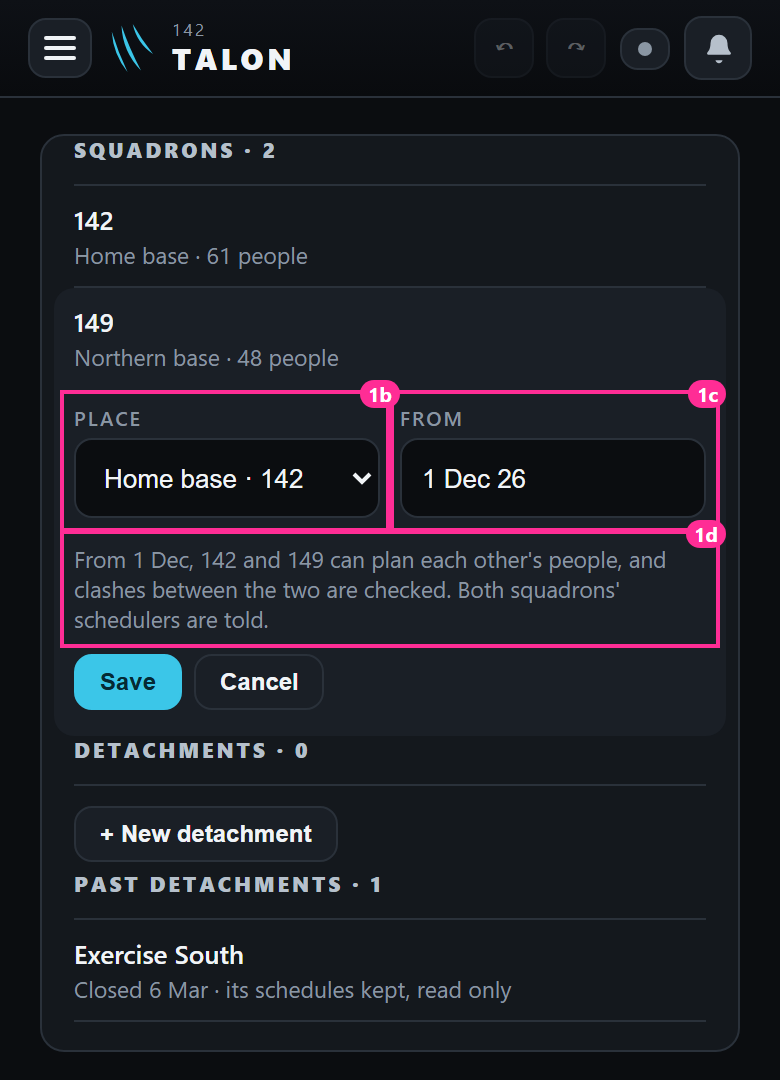 142
TALON
SQUADRONS · 2
142
Home base · 61 people
149
Northern base · 48 people
1b
1c
PLACE
FROM
Home base · 142
1 Dec 26
1d
From 1 Dec, 142 and 149 can plan each other's people, and
clashes between the two are checked. Both squadrons'
schedulers are told.
Save
Cancel
DETACHMENTS · 0
+ New detachment
PAST DETACHMENTS · 1
Exercise South
Closed 6 Mar · its schedules kept, read only